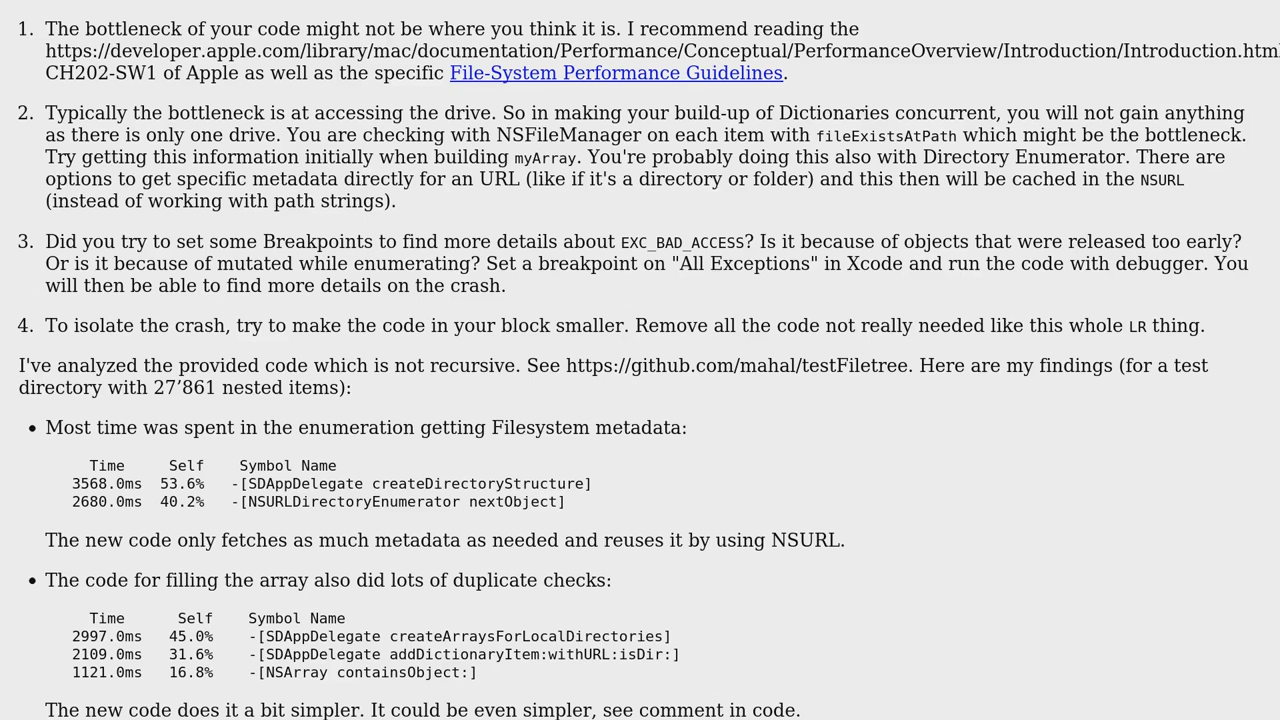 1. The bottleneck of your code might not be where you think it is. I recommend reading the
https://developer.apple.com/library/mac/documentation/Performance/Conceptual/PerformanceOverview/Introduction/Introduction.html
CH202-SW1 of Apple as well as the specific File-System Performance Guidelines.
2. Typically the bottleneck is at accessing the drive. So in making your build-up of Dictionaries concurrent, you will not gain anything
as there is only one drive. You are checking with NSFileManager on each item with fileExistsAtPath which might be the bottleneck.
Try getting this information initially when building myArray. You're probably doing this also with Directory Enumerator. There are
options to get specific metadata directly for an URL (like if it's a directory or folder) and this then will be cached in the NSURL
(instead of working with path strings).
3. Did you try to set some Breakpoints to find more details about EXC_BAD_ACCESS? Is it because of objects that were released too early?
Or is it because of mutated while enumerating? Set a breakpoint on "All Exceptions" in Xcode and run the code with debugger. You
will then be able to find more details on the crash.
4. To isolate the crash, try to make the code in your block smaller. Remove all the code not really needed like this whole LR thing.
I've analyzed the provided code which is not recursive. See https://github.com/mahal/testFiletree. Here are my findings (for a test
directory with 27’861 nested items):
• Most time was spent in the enumeration getting Filesystem metadata:
Time Self Symbol Name
3568.0ms 53.6% -[SDAppDelegate createDirectoryStructure]
2680.0ms 40.2% -[NSURLDirectoryEnumerator nextObject]
The new code only fetches as much metadata as needed and reuses it by using NSURL.
• The code for filling the array also did lots of duplicate checks:
Time Self Symbol Name
2997.0ms 45.0% -[SDAppDelegate createArraysForLocalDirectories]
2109.0ms 31.6% -[SDAppDelegate addDictionaryItem:withURL:isDir:]
1121.0ms 16.8% -[NSArray containsObject:]
The new code does it a bit simpler. It could be even simpler, see comment in code.